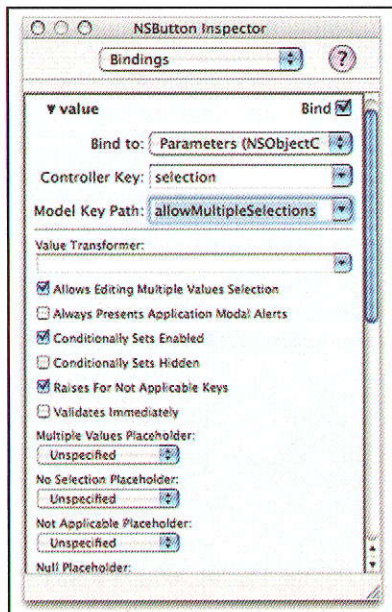 NSButton Inspector
Bindings
?
▼ value Bind
Bind to: Parameters (NSObjectC
Controller Key: selection
Model Key Path: allowMultipleSelections
Value Transformer:
Allows Editing Multiple Values Selection
Always Presents Application Modal Alerts
Conditionally Sets Enabled
Conditionally Sets Hidden
Raises For Not Applicable Keys
Validates Immediately
Multiple Values Placeholder:
Unspecified
No Selection Placeholder:
Unspecified
Not Applicable Placeholder:
Unspecified
Null Placeholder: